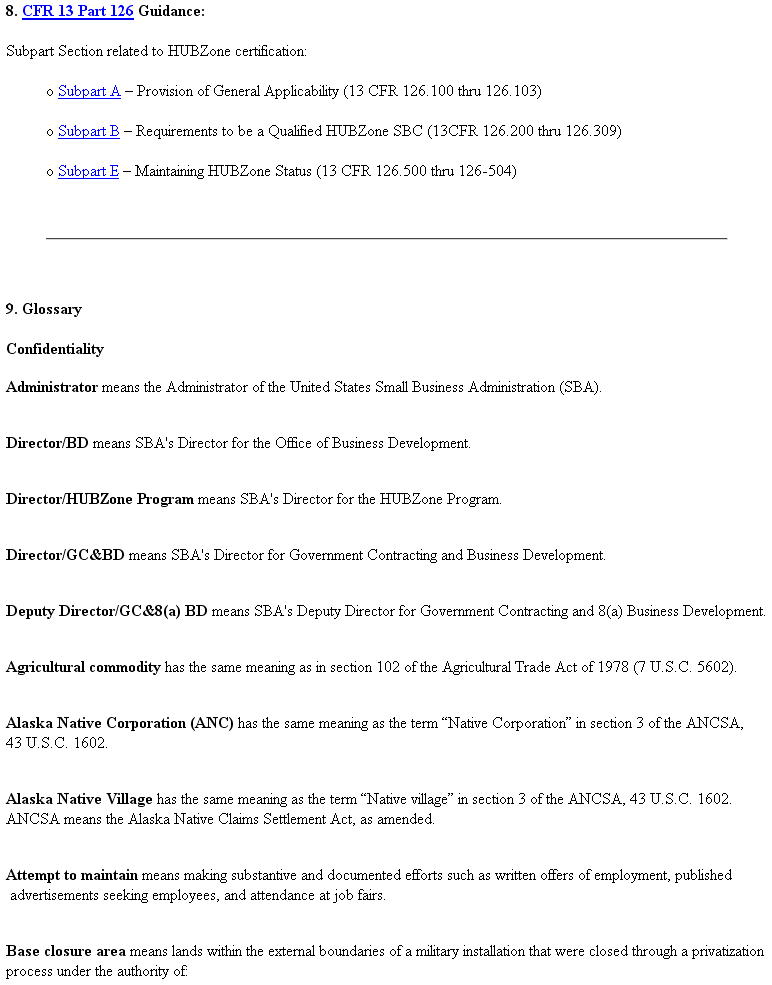 8. CFR 13 Part 126 Guidance:
Subpart Section related to HUBZone certification:
o Subpart A – Provision of General Applicability (13 CFR 126.100 thru 126.103)
o Subpart B – Requirements to be a Qualified HUBZone SBC (13CFR 126.200 thru 126.309)
o Subpart E – Maintaining HUBZone Status (13 CFR 126.500 thru 126-504)
9. Glossary
Confidentiality
Administrator means the Administrator of the United States Small Business Administration (SBA).
Director/BD means SBA's Director for the Office of Business Development.
Director/HUBZone Program means SBA's Director for the HUBZone Program.
Director/GC&BD means SBA's Director for Government Contracting and Business Development.
Deputy Director/GC&8(a) BD means SBA's Deputy Director for Government Contracting and 8(a) Business Development.
Agricultural commodity has the same meaning as in section 102 of the Agricultural Trade Act of 1978 (7 U.S.C. 5602).
Alaska Native Corporation (ANC) has the same meaning as the term “Native Corporation” in section 3 of the ANCSA,
43 U.S.C. 1602.
Alaska Native Village has the same meaning as the term “Native village” in section 3 of the ANCSA, 43 U.S.C. 1602.
ANCSA means the Alaska Native Claims Settlement Act, as amended.
Attempt to maintain means making substantive and documented efforts such as written offers of employment, published
advertisements seeking employees, and attendance at job fairs.
Base closure area means lands within the external boundaries of a military installation that were closed through a privatization
process under the authority of: